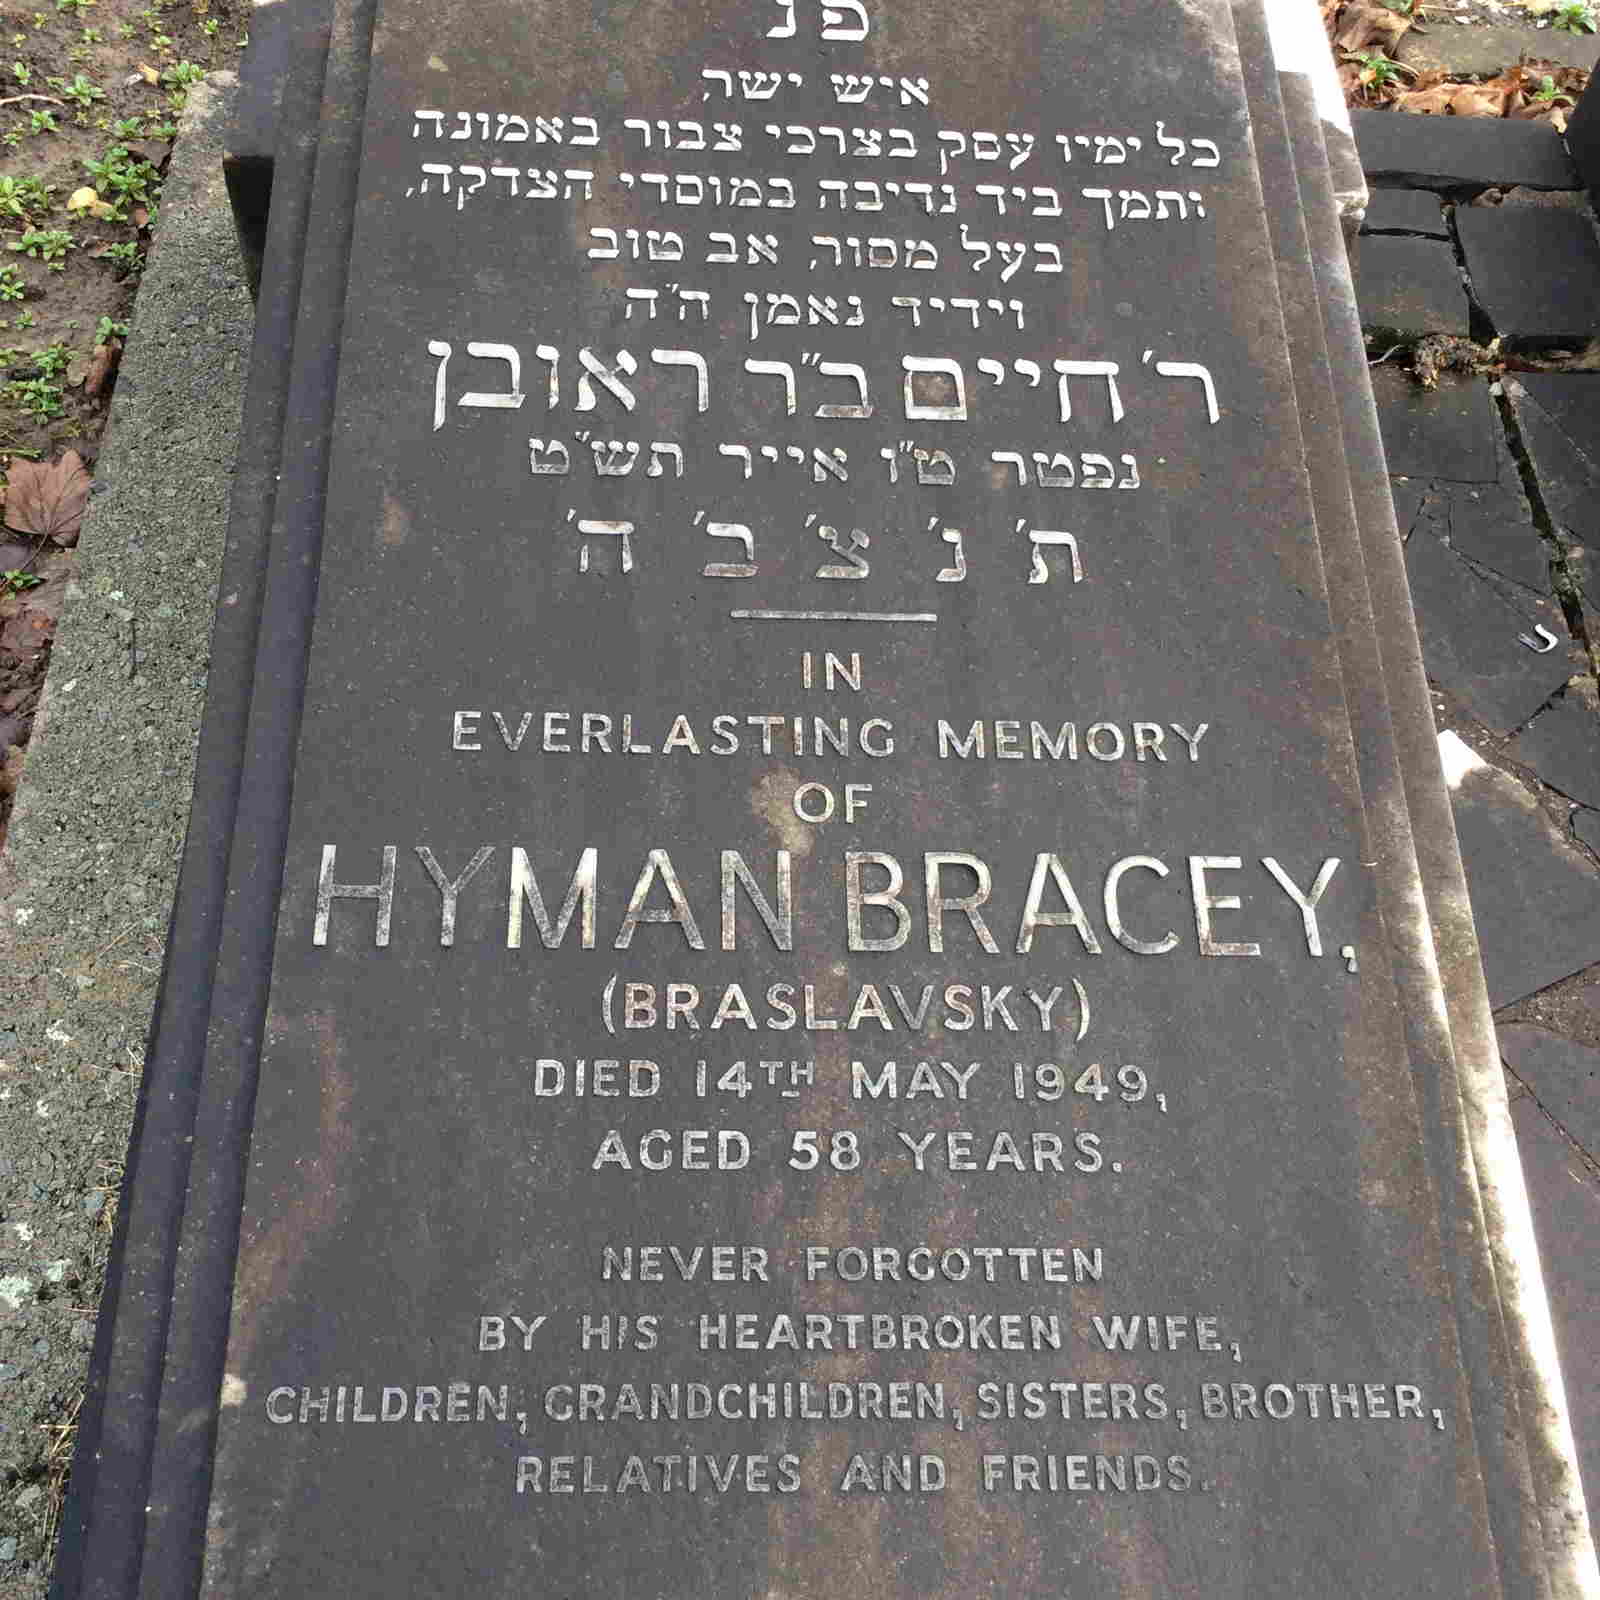 פ נ
איש ישר,
כל ימיו עסק בצרכי צבור באמונה
ותמך ביד נדיבה במוסדי הצדקה,
בעל מסור, אב טוב
וידיד נאמן ה"ה
ר' חיים ב"ר ראובן
נפטר ט"ו אייר תש"ט
ת' נ' צ' ב' ה'
IN
EVERLASTING MEMORY
OF
HYMAN BRACEY,
(BRASLAVSKY)
DIED 14TH MAY 1949,
AGED 58 YEARS.
NEVER FORGOTTEN
BY HIS HEARTBROKEN WIFE,
CHILDREN, GRANDCHILDREN, SISTERS, BROTHER,
RELATIVES AND FRIENDS.